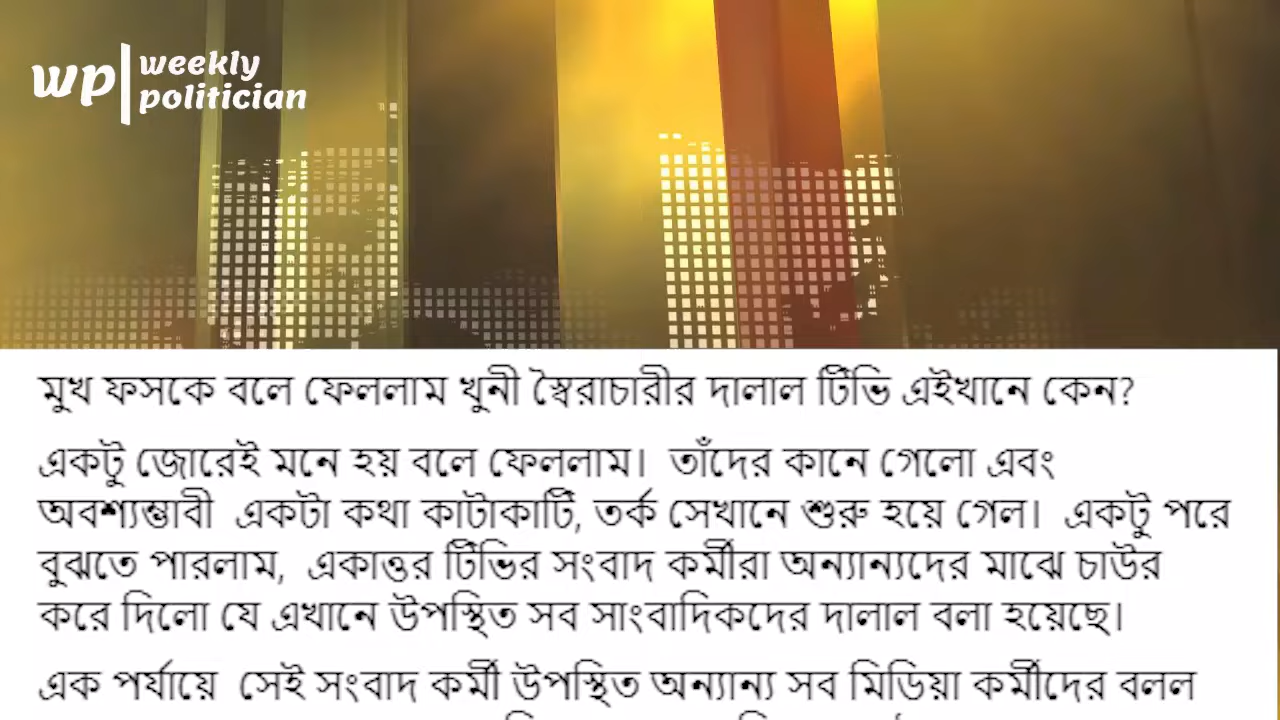 wp weekly
politician
মুখ ফসকে বলে ফেললাম খুনী স্বৈরাচারীর দালাল টিভি এইখানে কেন?
একটু জোরেই মনে হয় বলে ফেললাম। তাঁদের কানে গেলো এবং
অবশ্যম্ভাবী একটা কথা কাটাকাটি, তর্ক সেখানে শুরু হয়ে গেল। একটু পরে
বুঝতে পারলাম, একাত্তর টিভির সংবাদ কর্মীরা অন্যান্যদের মাঝে চাউর
করে দিলো যে এখানে উপস্থিত সব সাংবাদিকদের দালাল বলা হয়েছে।
এক পর্যায়ে সেই সংবাদ কর্মী উপস্থিত অন্যান্য সব মিডিয়া কর্মীদের বলল